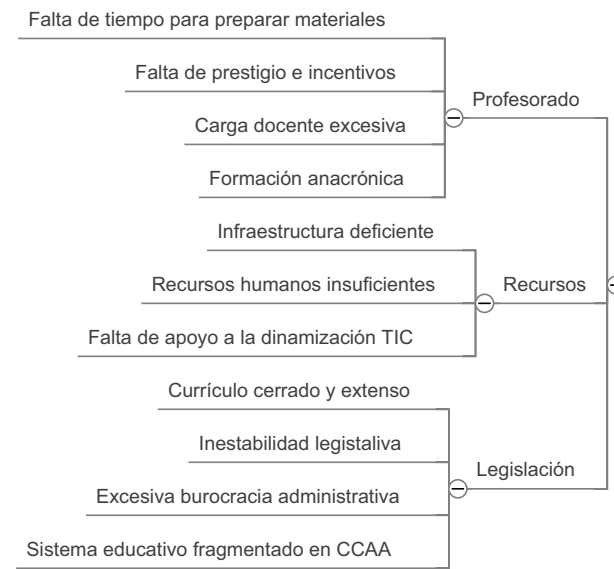 Falta de tiempo para preparar materiales
Falta de prestigio e incentivos
Profesorado
Carga docente excesiva
Formación anacrónica
Infraestructura deficiente
Recursos humanos insuficientes
Recursos
Falta de apoyo a la dinamización TIC
Currículo cerrado y extenso
Inestabilidad legistaliva
Legislación
Excesiva burocracia administrativa
Sistema educativo fragmentado en CCAA